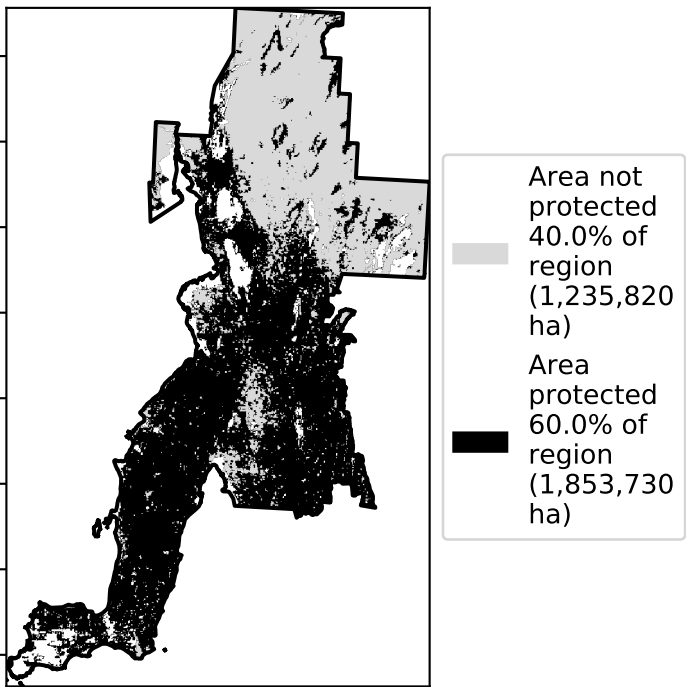 Area not
protected
40.0% of
region
(1,235,820
ha)
Area
protected
60.0% of
region
(1,853,730
ha)